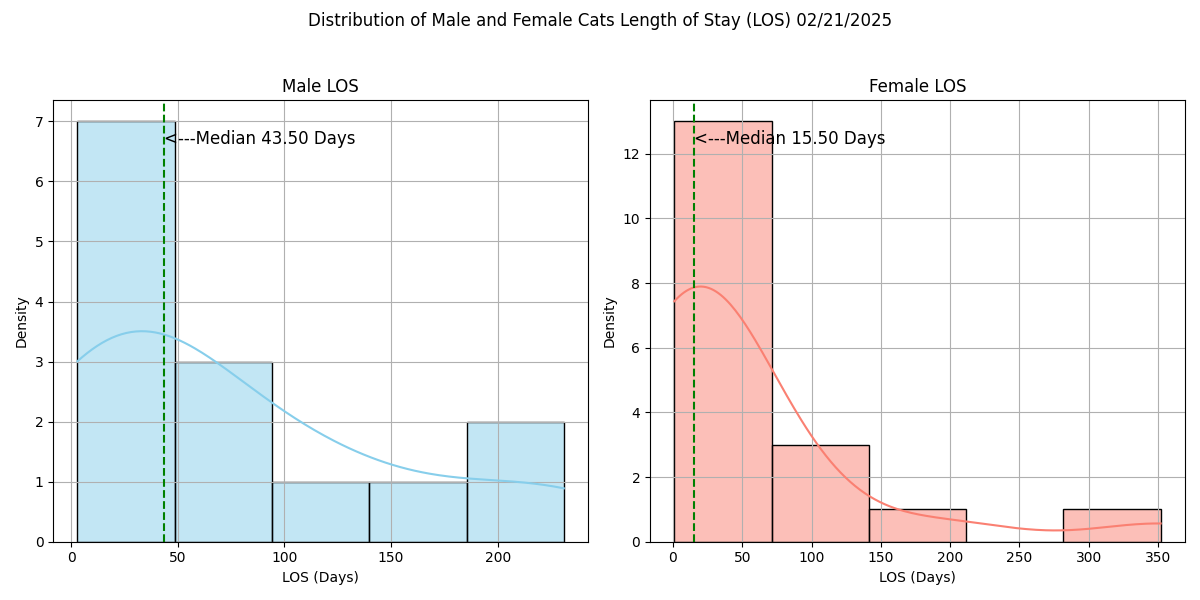 Distribution of Male and Female Cats Length of Stay (LOS) 02/21/2025
Male LOS
Density
7
6
5
4
3
2
1
0
<---Median 43.50 Days
0 50 100 150 200
LOS (Days)
Female LOS
Density
12
10
8
6
4
2
0
<---Median 15.50 Days
0 50 100 150 200 250 300 350
LOS (Days)